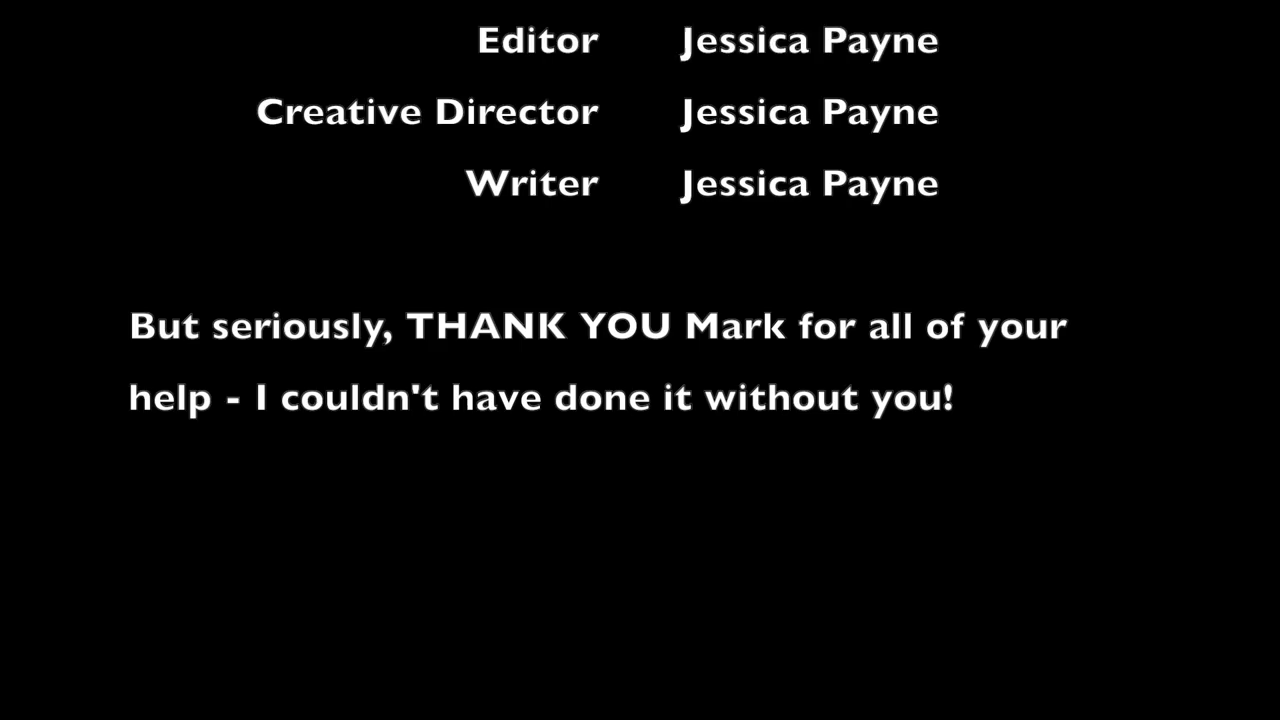 Editor Jessica Payne
Creative Director Jessica Payne
Writer Jessica Payne
But seriously, THANK YOU Mark for all of your
help - I couldn't have done it without you!